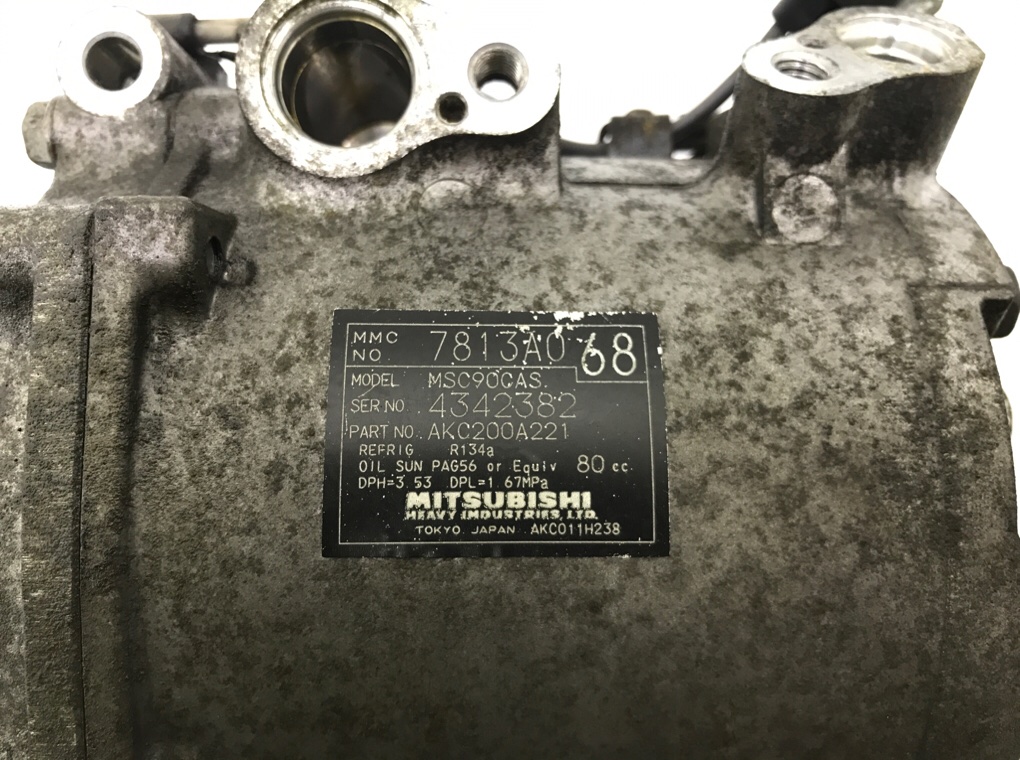 MMC NO. 7813A068
MODEL MSC90CAS.
SER NO. 4342382
PART NO. AKC200A221
REFRIG R134a
OIL SUN PAG56 or Equiv 80 cc.
DPH=3.53 DPL=1.67MPa
MITSUBISHI
HEAVY INDUSTRIES, LTD.
TOKYO JAPAN AKC011H238